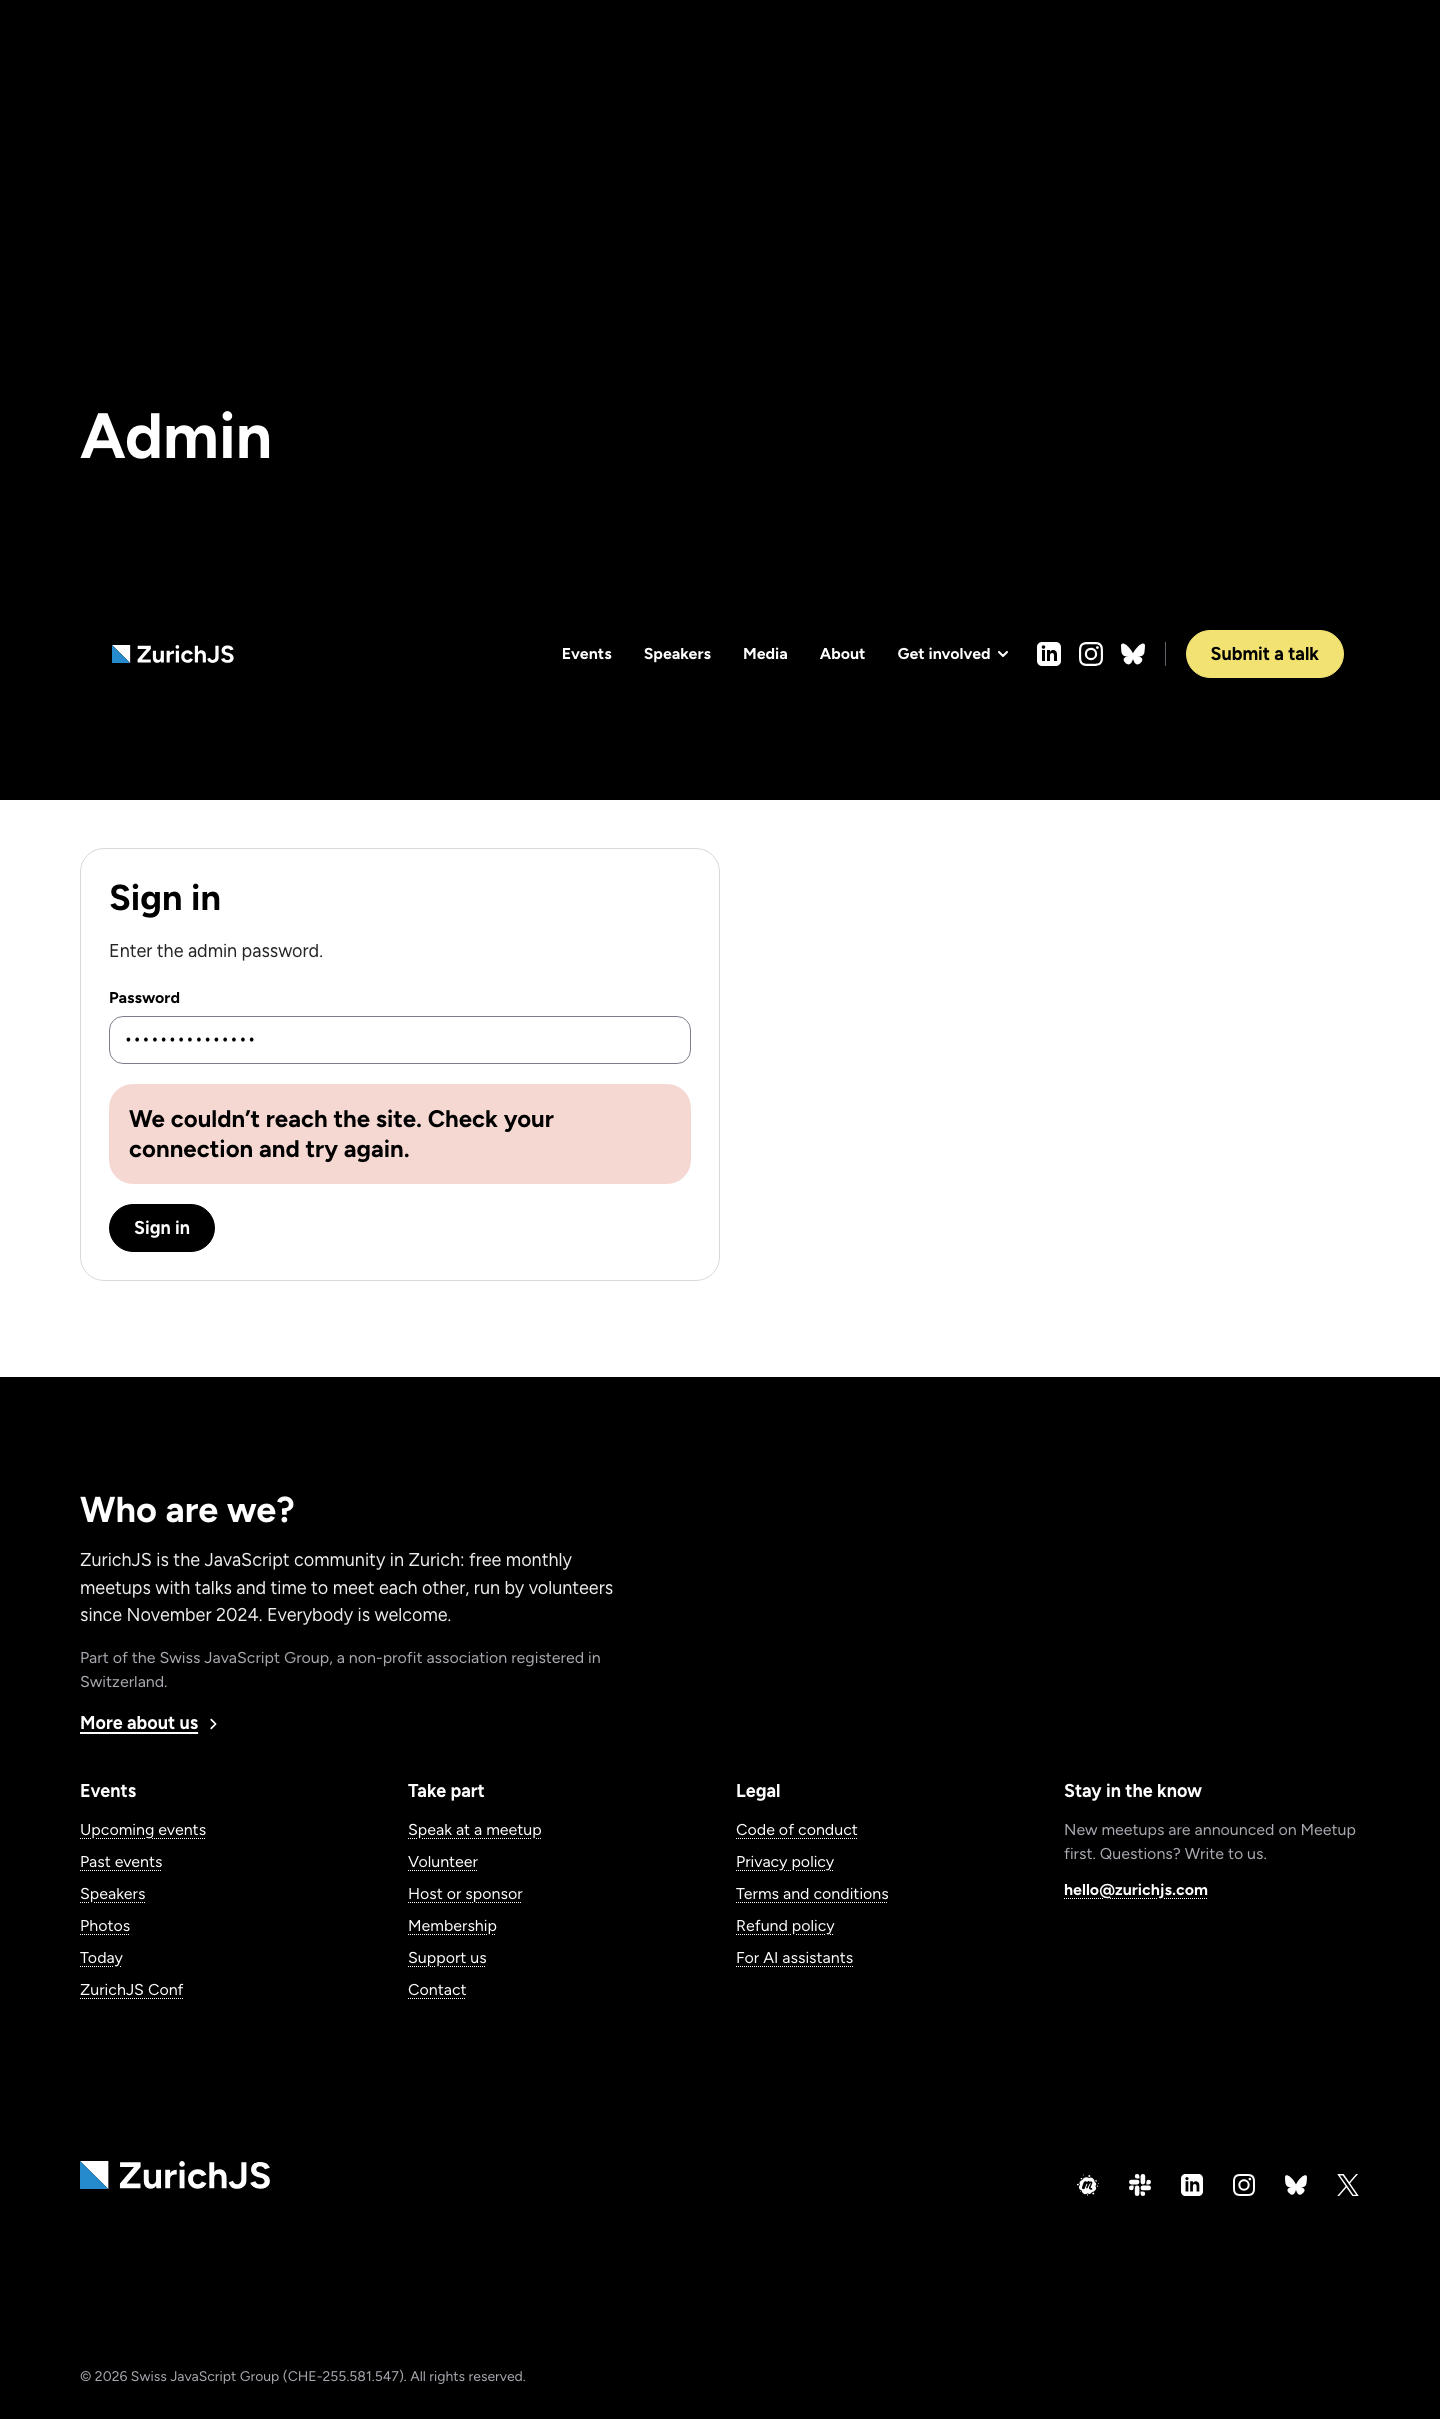 Admin
ZurichJS
Events
Speakers
Media
About
Get involved
Submit a talk
Sign in
Enter the admin password.
Password
We couldn’t reach the site. Check your
connection and try again.
Sign in
Who are we?
ZurichJS is the JavaScript community in Zurich: free monthly
meetups with talks and time to meet each other, run by volunteers
since November 2024. Everybody is welcome.
Part of the Swiss JavaScript Group, a non-profit association registered in
Switzerland.
More about us
Events
Upcoming events
Past events
Speakers
Photos
Today
ZurichJS Conf
Take part
Speak at a meetup
Volunteer
Host or sponsor
Membership
Support us
Contact
Legal
Code of conduct
Privacy policy
Terms and conditions
Refund policy
For AI assistants
Stay in the know
New meetups are announced on Meetup
first. Questions? Write to us.
hello@zurichjs.com
ZurichJS
© 2026 Swiss JavaScript Group (CHE-255.581.547). All rights reserved.